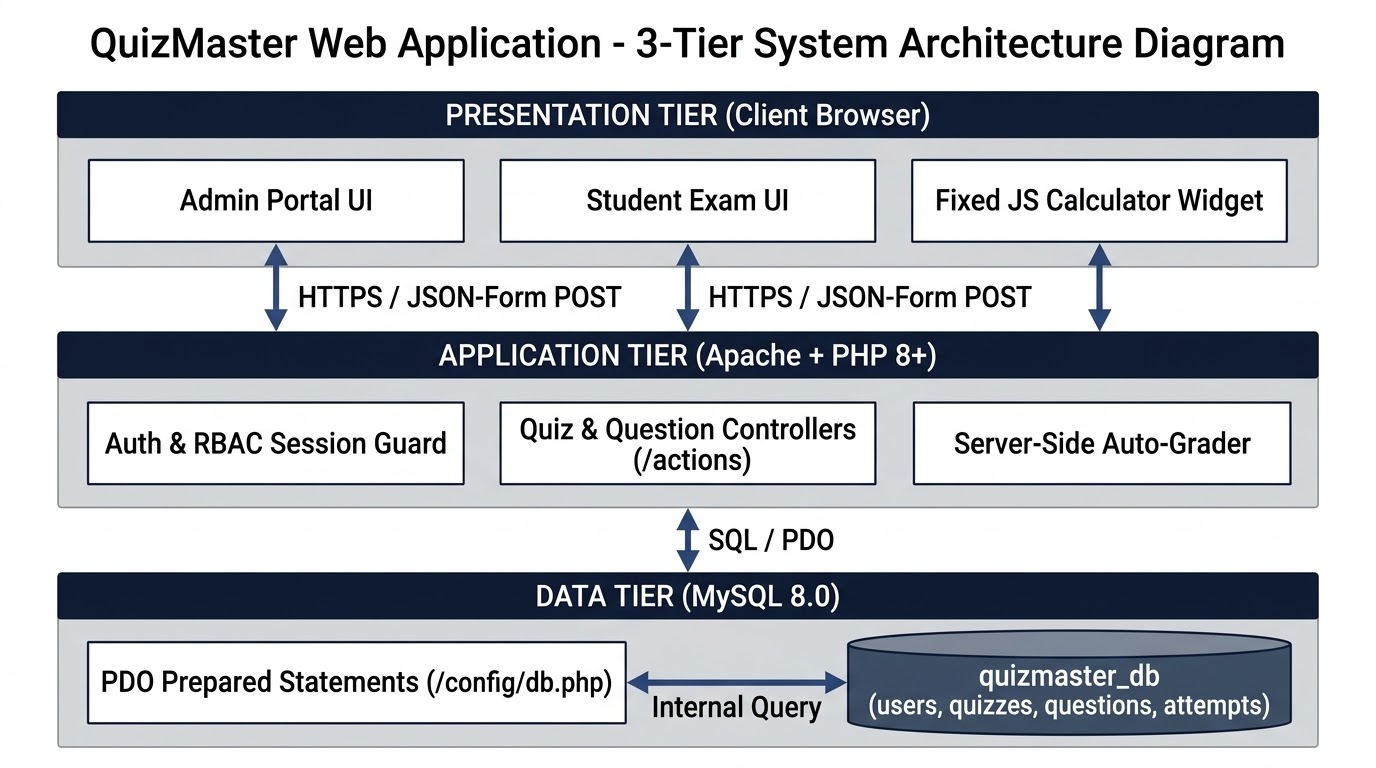 QuizMaster Web Application - 3-Tier System Architecture Diagram
PRESENTATION TIER (Client Browser)
Admin Portal UI
Student Exam UI
Fixed JS Calculator Widget
HTTPS / JSON-Form POST
HTTPS / JSON-Form POST
APPLICATION TIER (Apache + PHP 8+)
Auth & RBAC Session Guard
Quiz & Question Controllers
(/actions)
Server-Side Auto-Grader
SQL / PDO
DATA TIER (MySQL 8.0)
PDO Prepared Statements (/config/db.php)
Internal Query
quizmaster_db
(users, quizzes, questions, attempts)